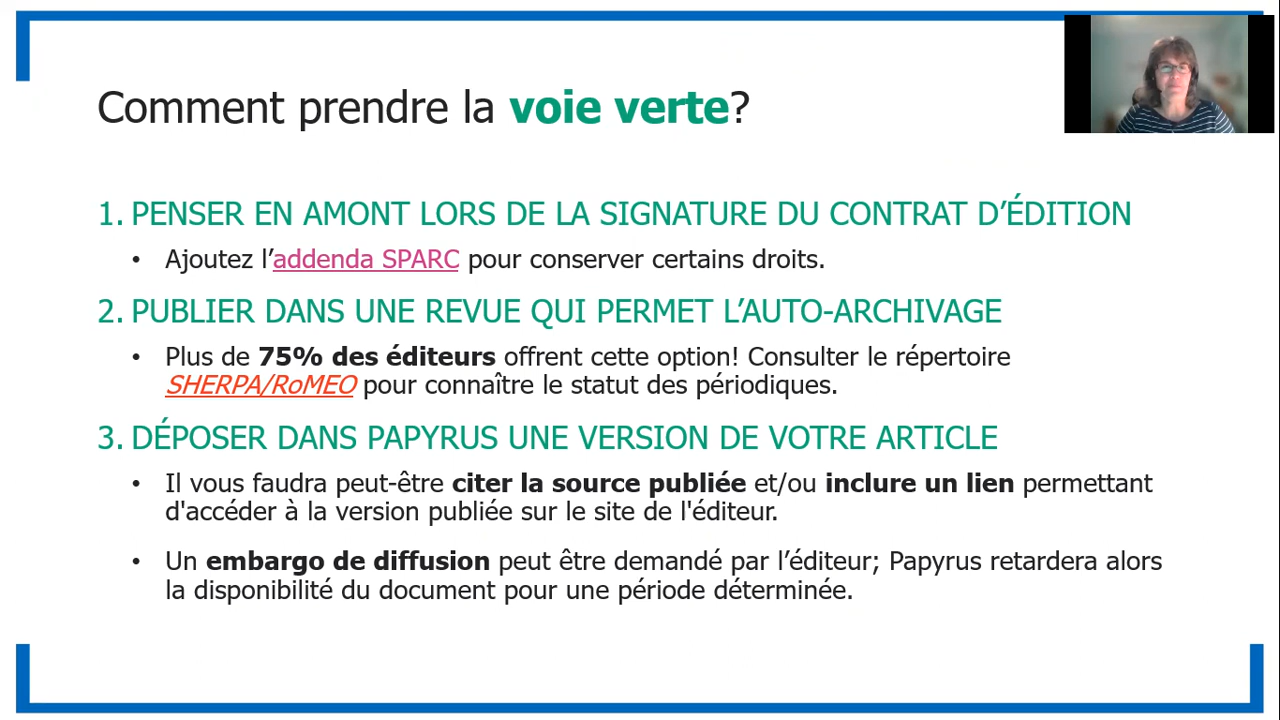 Comment prendre la voie verte?
1. PENSER EN AMONT LORS DE LA SIGNATURE DU CONTRAT D’ÉDITION
• Ajoutez l’addenda SPARC pour conserver certains droits.
2. PUBLIER DANS UNE REVUE QUI PERMET L’AUTO-ARCHIVAGE
• Plus de 75% des éditeurs offrent cette option! Consulter le répertoire
SHERPA/RoMEO pour connaître le statut des périodiques.
3. DÉPOSER DANS PAPYRUS UNE VERSION DE VOTRE ARTICLE
• Il vous faudra peut-être citer la source publiée et/ou inclure un lien permettant
d'accéder à la version publiée sur le site de l'éditeur.
• Un embargo de diffusion peut être demandé par l’éditeur; Papyrus retardera alors
la disponibilité du document pour une période déterminée.